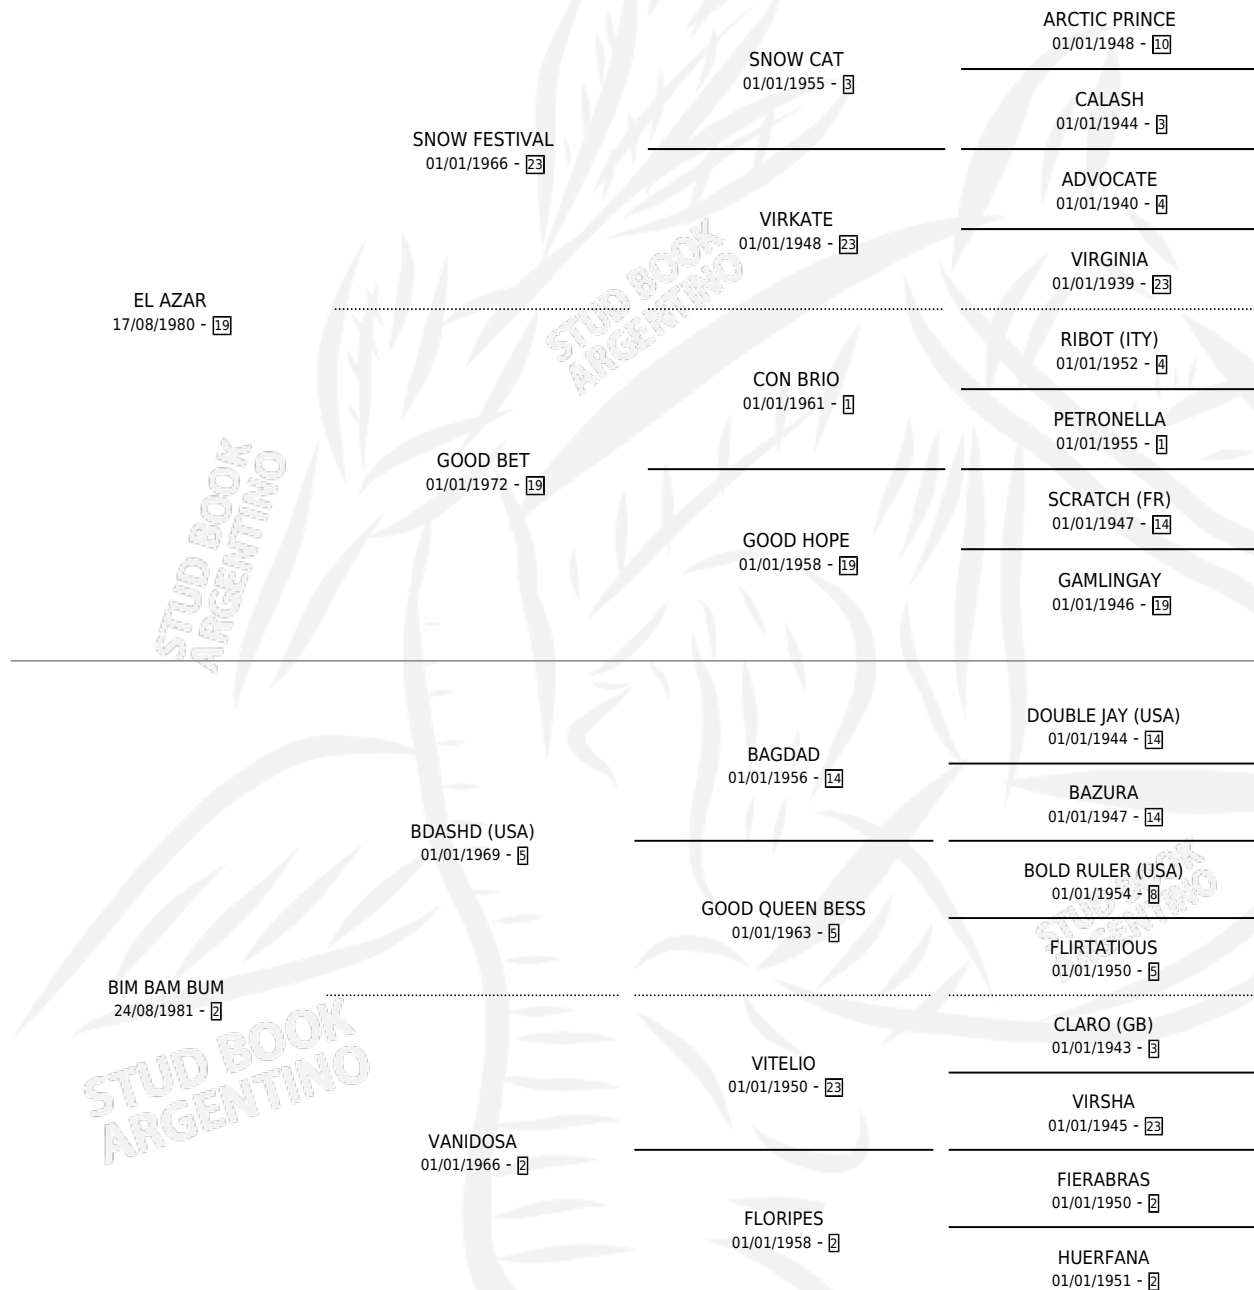 ARCTIC PRINCE
01/01/1948 - 10
SNOW CAT
01/01/1955 - 3
CALASH
01/01/1944 - 3
SNOW FESTIVAL
01/01/1966 - 23
ADVOCATE
01/01/1940 - 4
VIRKATE
01/01/1948 - 23
VIRGINIA
01/01/1939 - 23
EL AZAR
17/08/1980 - 19
RIBOT (ITY)
01/01/1952 - 4
CON BRIO
01/01/1961 - 1
PETRONELLA
01/01/1955 - 1
GOOD BET
01/01/1972 - 19
SCRATCH (FR)
01/01/1947 - 14
GOOD HOPE
01/01/1958 - 19
GAMLINGAY
01/01/1946 - 19
DOUBLE JAY (USA)
01/01/1944 - 14
BAGDAD
01/01/1956 - 14
BAZURA
01/01/1947 - 14
BDASHD (USA)
01/01/1969 - 5
BOLD RULER (USA)
01/01/1954 - 8
GOOD QUEEN BESS
01/01/1963 - 5
FLIRTATIOUS
01/01/1950 - 5
BIM BAM BUM
24/08/1981 - 2
CLARO (GB)
01/01/1943 - 3
VITELIO
01/01/1950 - 23
VIRSHA
01/01/1945 - 23
VANIDOSA
01/01/1966 - 2
FIERABRAS
01/01/1950 - 2
FLORIPES
01/01/1958 - 2
HUERFANA
01/01/1951 - 2
STUD BOOK
ARGENTINO
STUD BOOK
ARGENTINO
STUD BOOK
ARGENTINO
STUD BOOK
ARGENTINO